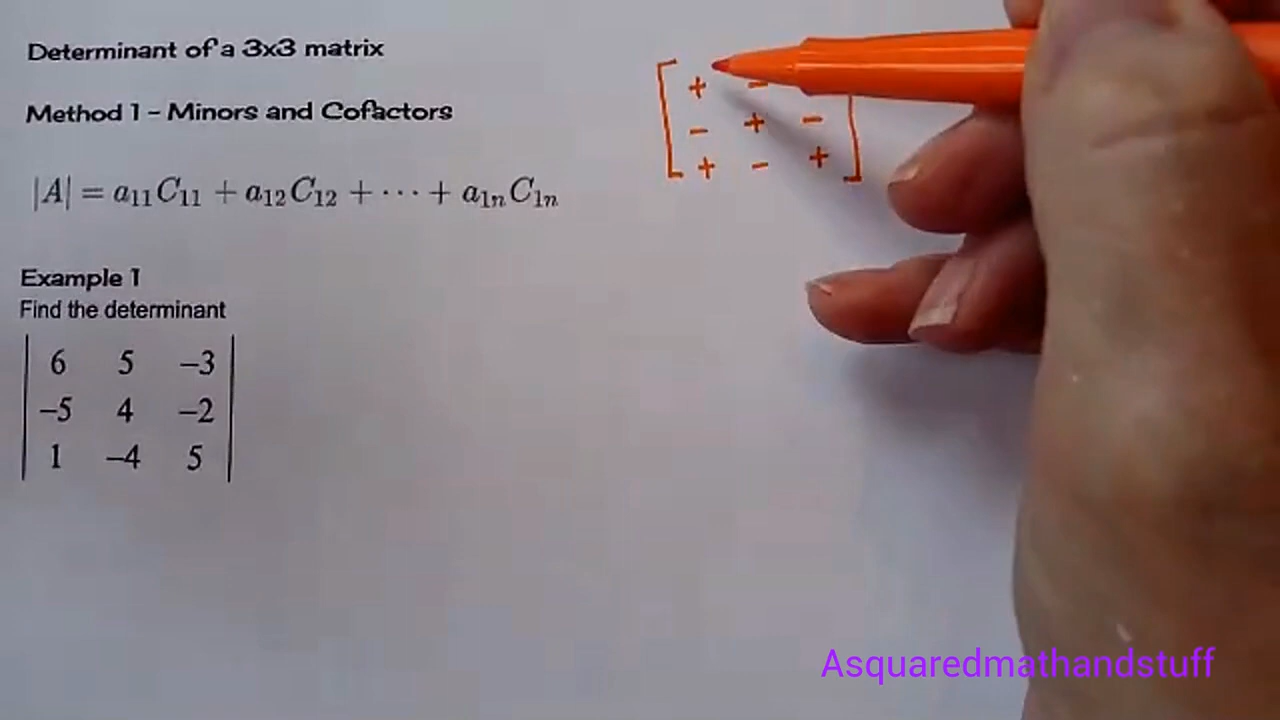 Determinant of a 3x3 matrix
Method 1 - Minors and Cofactors
|A| = a₁₁C₁₁ + a₁₂C₁₂ + ⋯ + a₁ₙC₁ₙ
[ + -
- + -
+ - + ]
Example 1
Find the determinant
| 6 5 –3 |
| –5 4 –2 |
| 1 –4 5 |
Asquaredmathandstuff